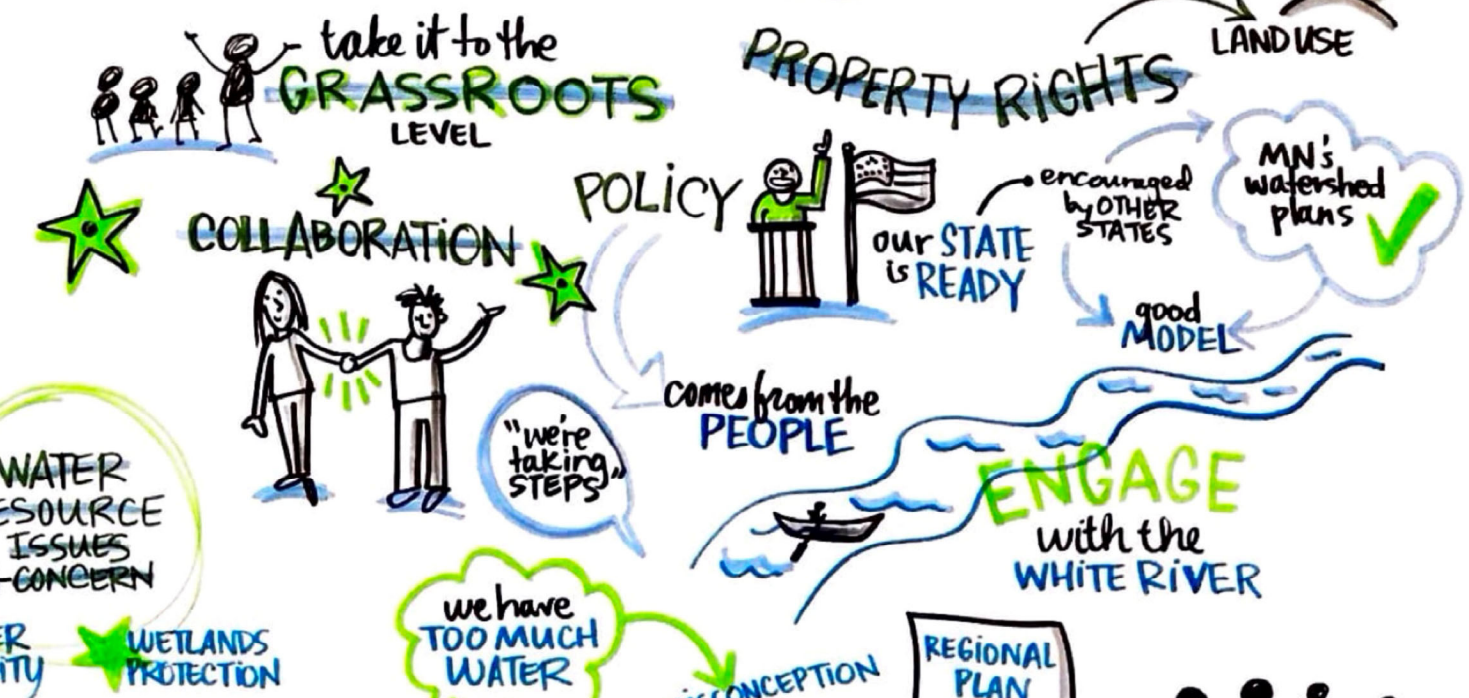 take it to the
GRASSROOTS
LEVEL
PROPERTY RiGHTS
LAND USE
COLLABORATiON
POLiCY
our STATE
is READY
encouraged
by OTHER
STATES
MN's
watershed
plans
good
MODEL
comes from the
PEOPLE
"we're
taking
STEPS"
ENGAGE
with the
WHITE RiVER
WATER
ISSUES
-CONCERN
WETLANDS
PROTECTION
we have
TOO MUCH
WATER
REGiONAL
PLAN